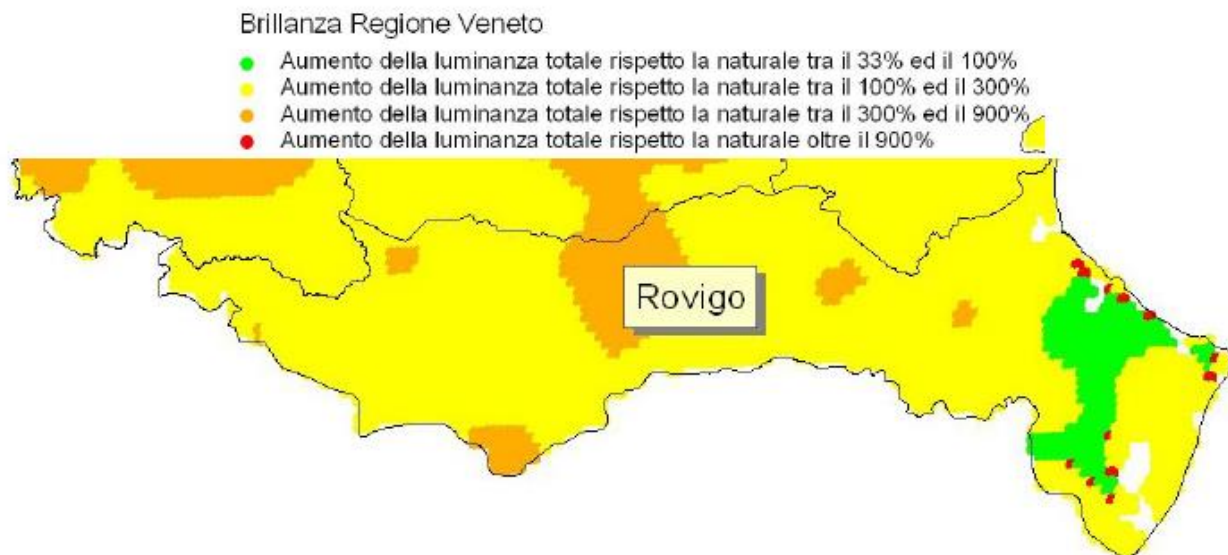 Brillanza Regione Veneto
Aumento della luminanza totale rispetto la naturale tra il 33% ed il 100%
Aumento della luminanza totale rispetto la naturale tra il 100% ed il 300%
Aumento della luminanza totale rispetto la naturale tra il 300% ed il 900%
Aumento della luminanza totale rispetto la naturale oltre il 900%
Rovigo